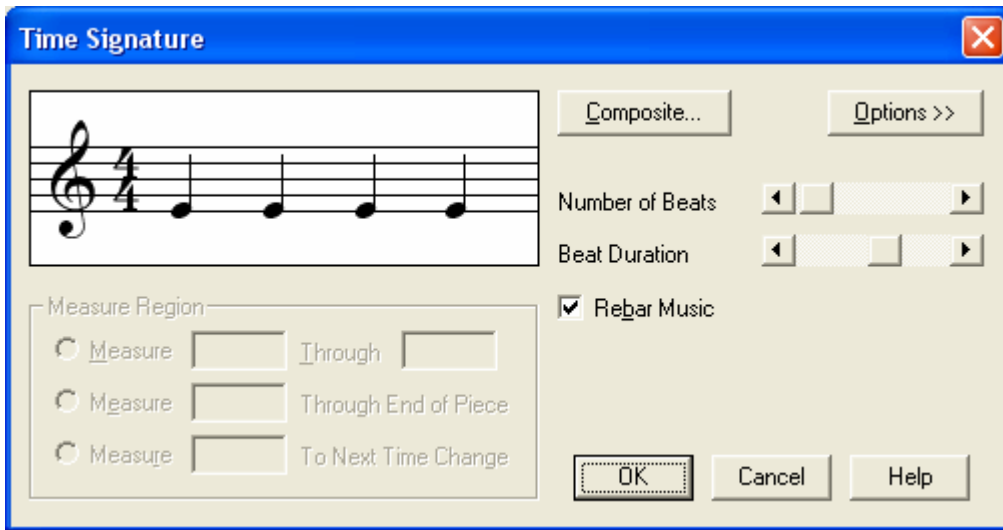 Time Signature
Composite...
Options >>
4
4
Number of Beats
Beat Duration
Rebar Music
Measure Region
Measure Through
Measure Through End of Piece
Measure To Next Time Change
OK Cancel Help